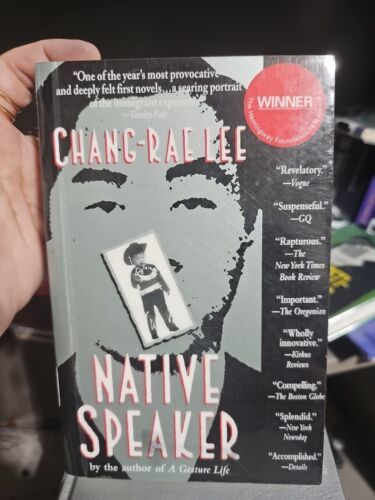 "One of the year's most provocative
and deeply felt first novels...a searing portrait
of the immigrant experience."
—Vanity Fair
CHANG-RAE LEE
WINNER
The Hemingway Foundation
"Revelatory."
—Vogue
"Suspenseful."
—GQ
"Rapturous."
—The
New York Times
Book Review
"Important."
—The Oregonian
"Wholly
innovative."
—Kirkus
Reviews
"Compelling."
—The Boston Globe
"Splendid."
—New York
Newsday
"Accomplished."
—Details
NATIVE
SPEAKER
by the author of A Gesture Life